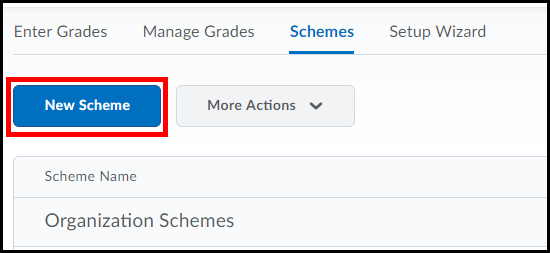 Enter Grades Manage Grades Schemes Setup Wizard
New Scheme More Actions
Scheme Name
Organization Schemes